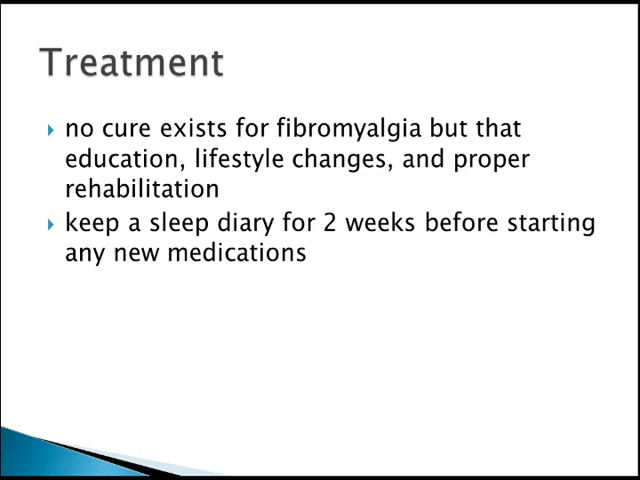 Treatment
no cure exists for fibromyalgia but that
education, lifestyle changes, and proper
rehabilitation
keep a sleep diary for 2 weeks before starting
any new medications